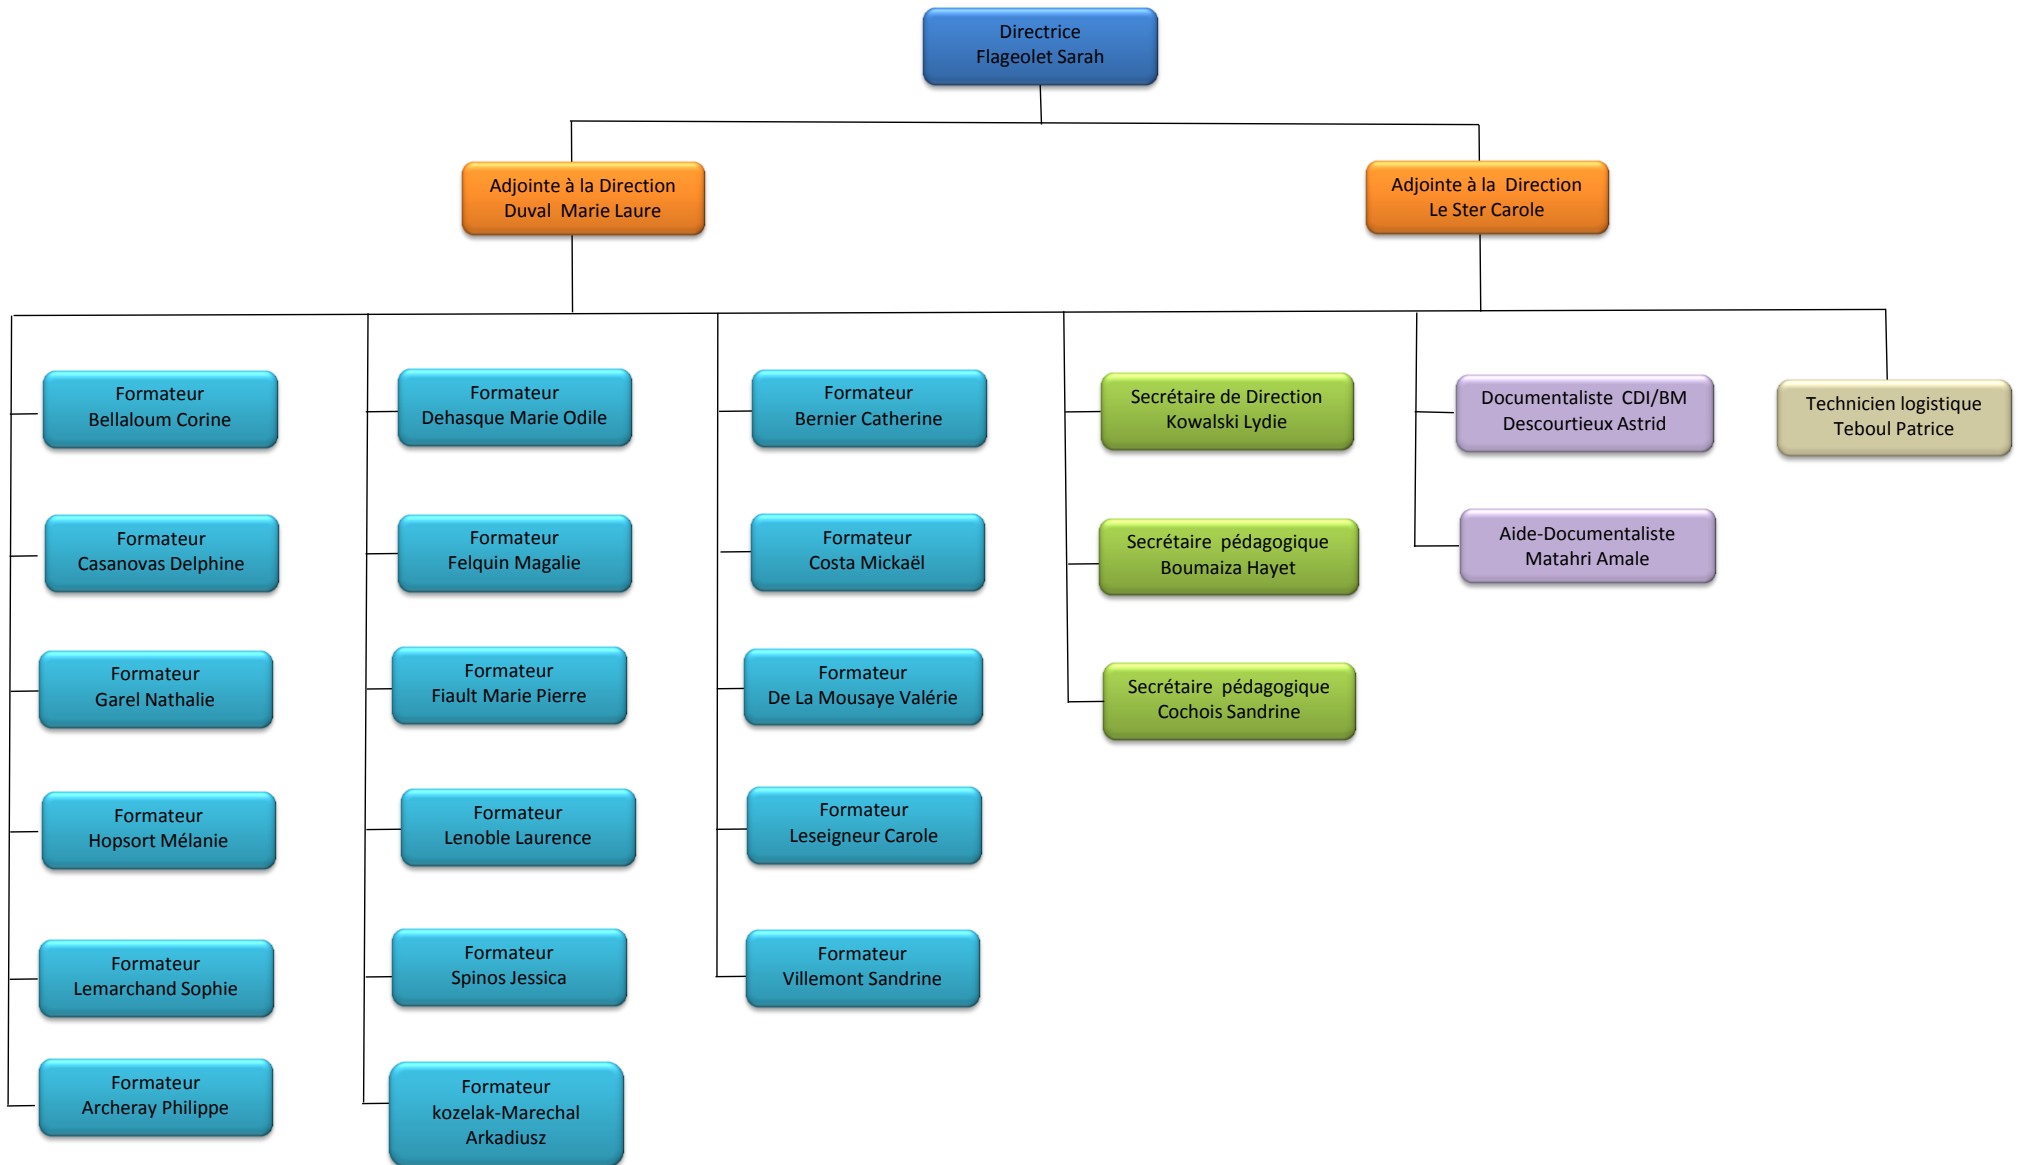 Directrice
Flageolet Sarah
Adjointe à la Direction
Duval Marie Laure
Adjointe à la Direction
Le Ster Carole
Formateur
Bellaloum Corine
Formateur
Dehasque Marie Odile
Formateur
Bernier Catherine
Secrétaire de Direction
Kowalski Lydie
Documentaliste CDI/BM
Descourtieux Astrid
Technicien logistique
Teboul Patrice
Formateur
Casanovas Delphine
Formateur
Felquin Magalie
Formateur
Costa Mickaël
Secrétaire pédagogique
Boumaiza Hayet
Aide-Documentaliste
Matahri Amale
Formateur
Garel Nathalie
Formateur
Fiault Marie Pierre
Formateur
De La Mousaye Valérie
Secrétaire pédagogique
Cochois Sandrine
Formateur
Hopsort Mélanie
Formateur
Lenoble Laurence
Formateur
Leseigneur Carole
Formateur
Lemarchand Sophie
Formateur
Spinos Jessica
Formateur
Villemont Sandrine
Formateur
Archeray Philippe
Formateur
kozelak-Marechal
Arkadiusz